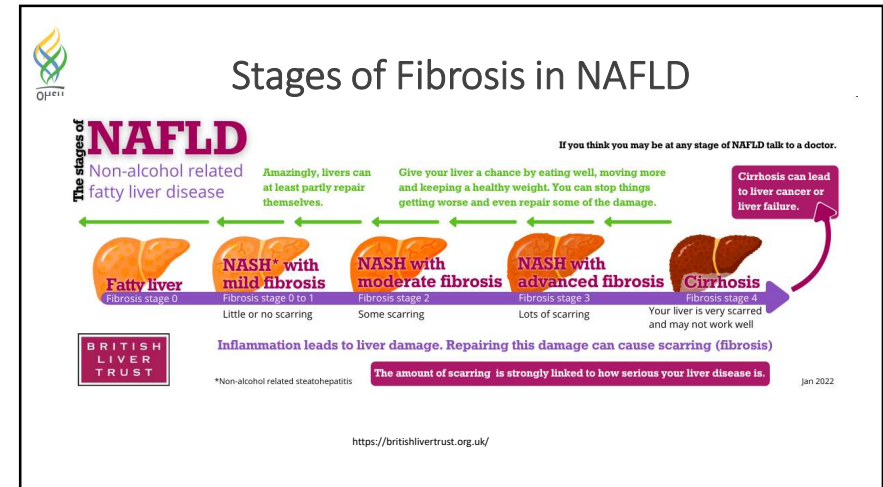 OHSU
Stages of Fibrosis in NAFLD
The stages of
NAFLD
Non-alcohol related
fatty liver disease
If you think you may be at any stage of NAFLD talk to a doctor.
Amazingly, livers can
at least partly repair
themselves.
Give your liver a chance by eating well, moving more
and keeping a healthy weight. You can stop things
getting worse and even repair some of the damage.
Cirrhosis can lead
to liver cancer or
liver failure.
Fatty liver
Fibrosis stage 0
NASH* with
mild fibrosis
Fibrosis stage 0 to 1
Little or no scarring
NASH with
moderate fibrosis
Fibrosis stage 2
Some scarring
NASH with
advanced fibrosis
Fibrosis stage 3
Lots of scarring
Cirrhosis
Fibrosis stage 4
Your liver is very scarred
and may not work well
BRITISH
LIVER
TRUST
Inflammation leads to liver damage. Repairing this damage can cause scarring (fibrosis)
*Non-alcohol related steatohepatitis
The amount of scarring is strongly linked to how serious your liver disease is.
Jan 2022
https://britishlivertrust.org.uk/